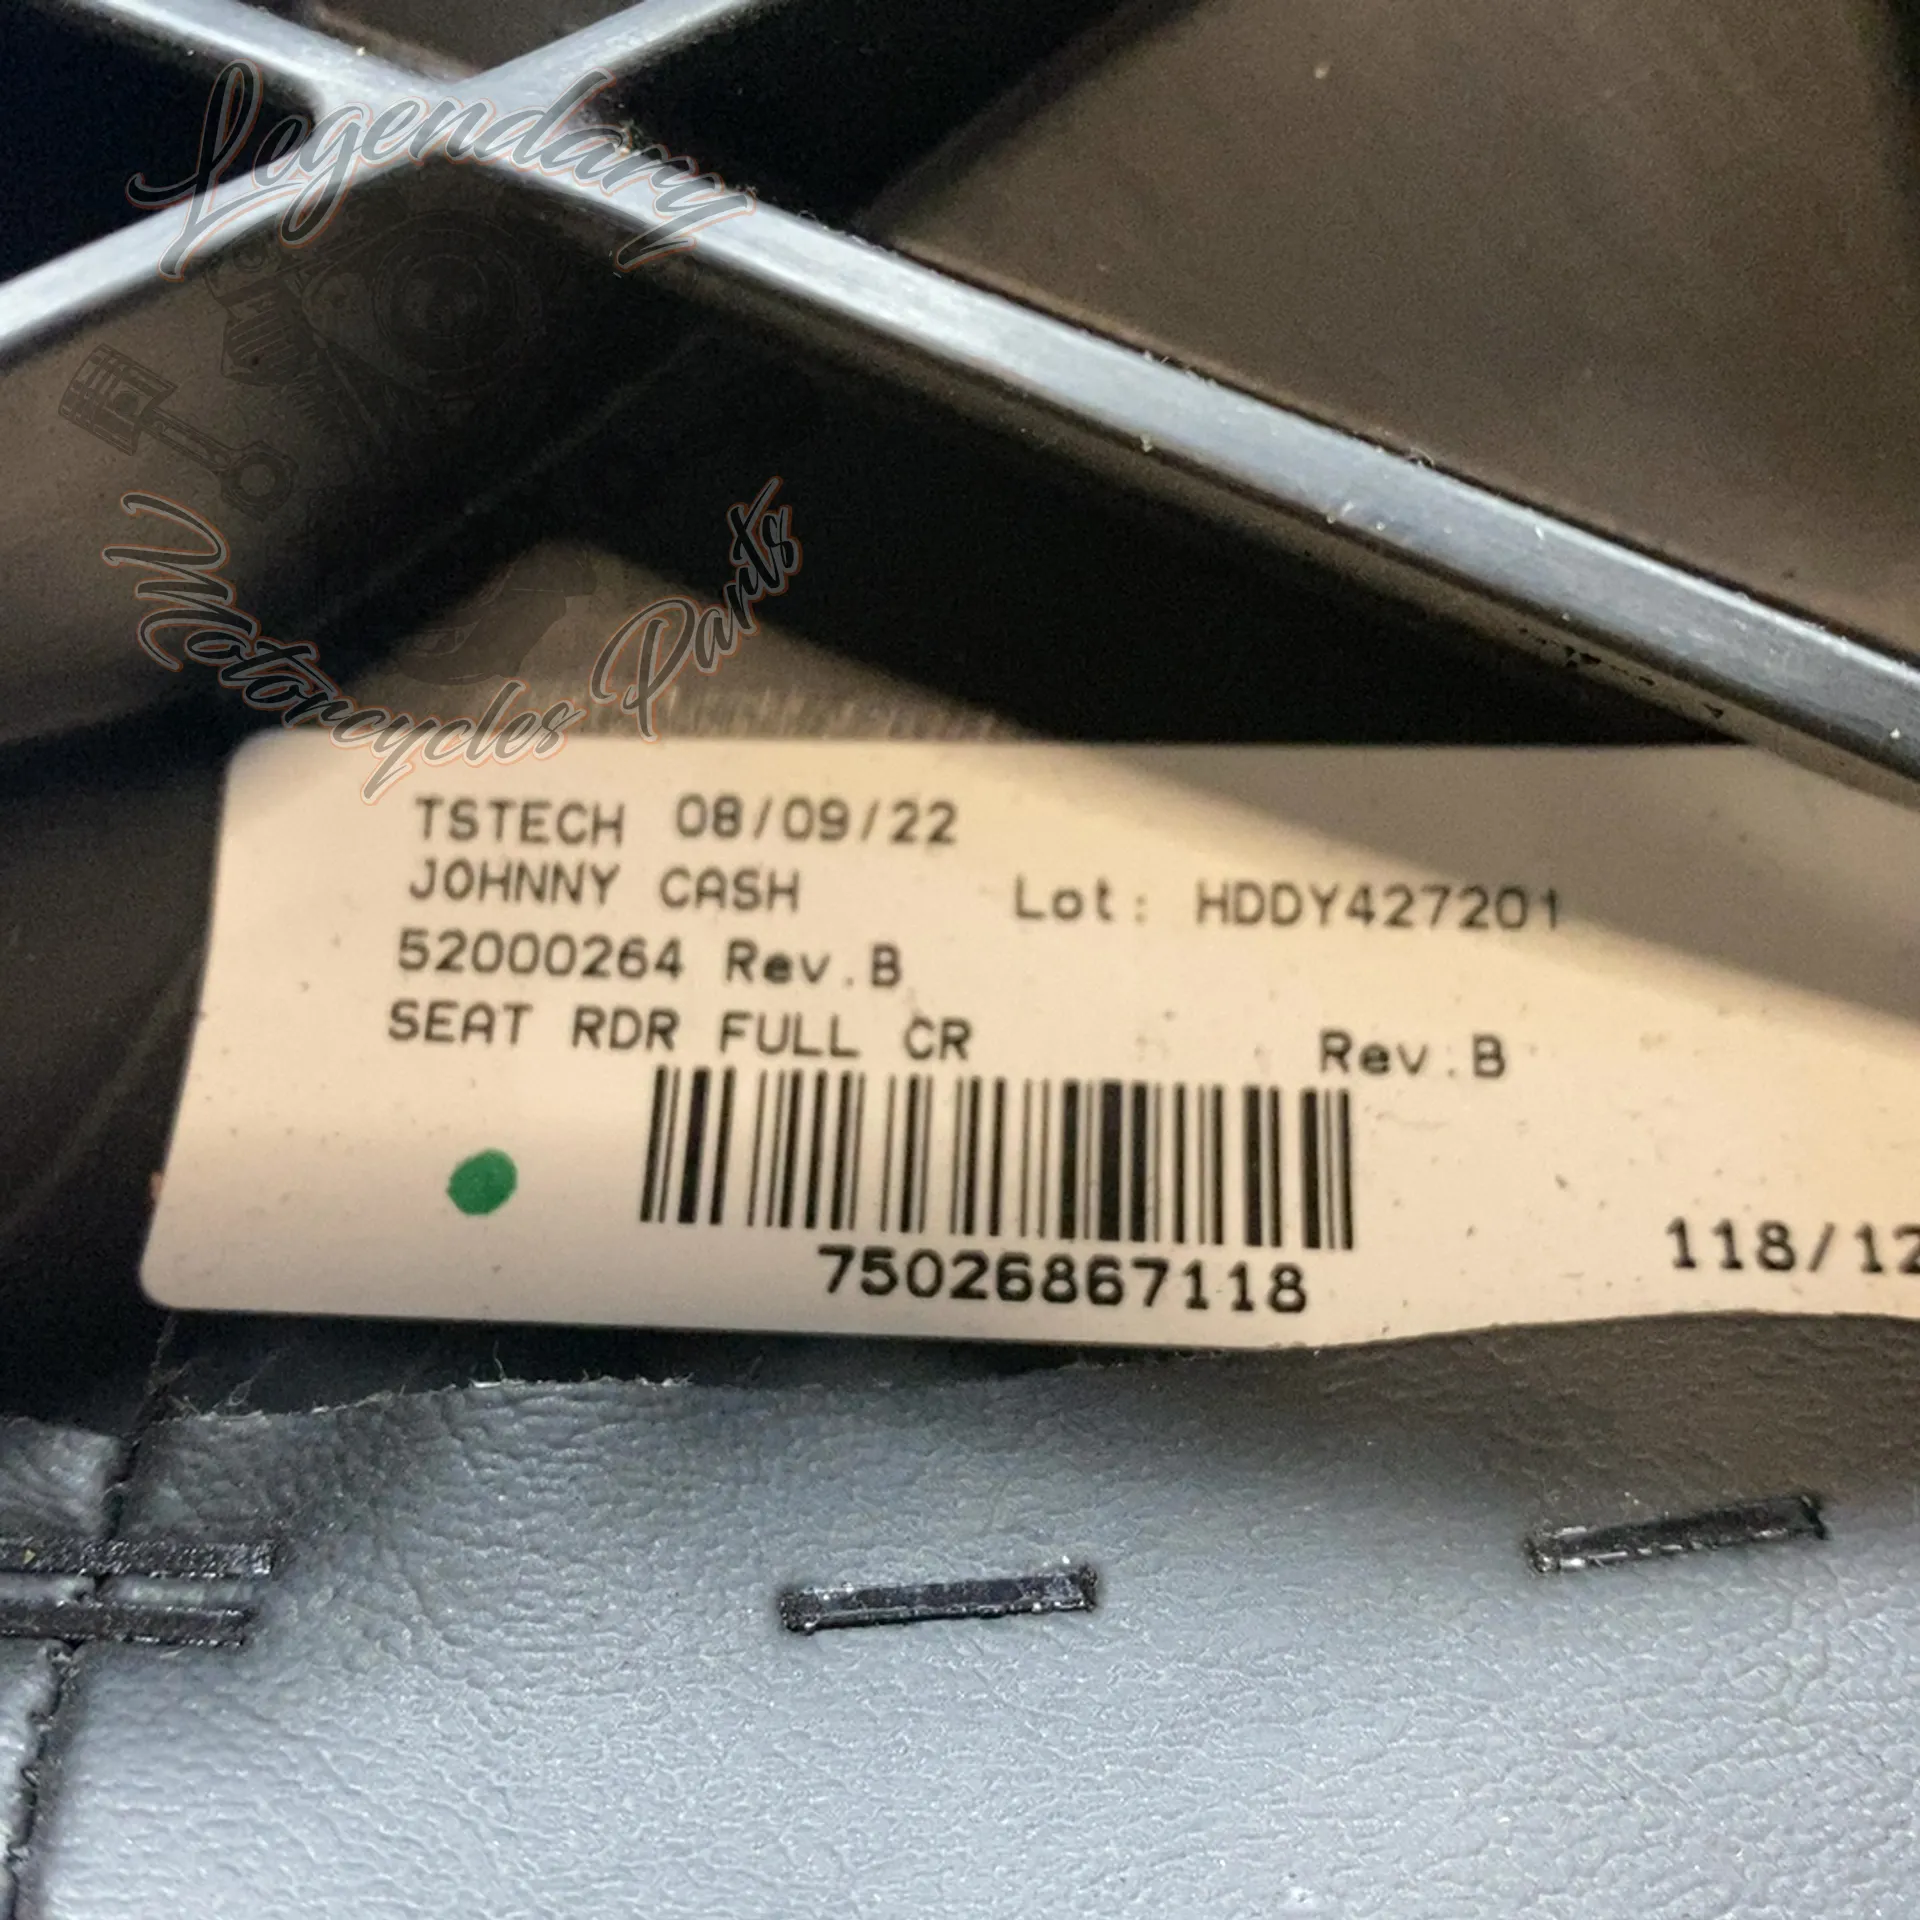 Legendary
Motorcycles Parts
TSTECH 08/09/22
JOHNNY CASH Lot: HDDY427201
52000264 Rev.B
SEAT RDR FULL CR Rev.B
75026867118
118/12